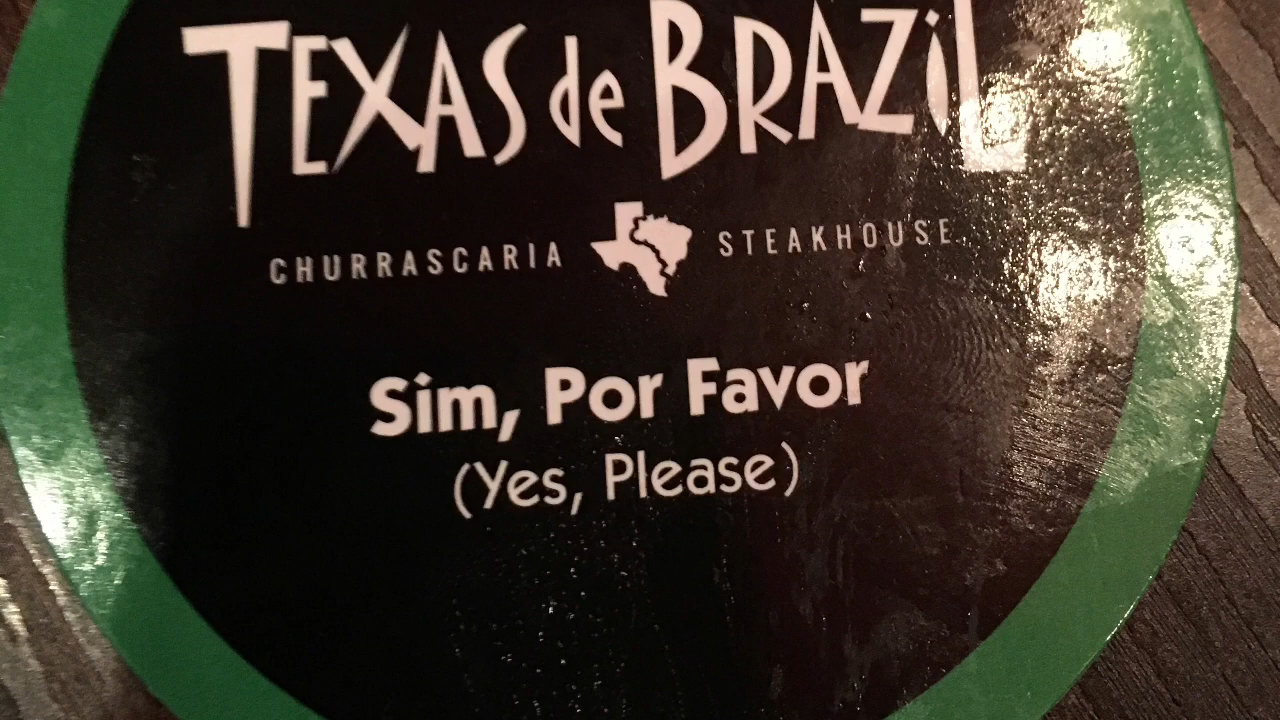 TEXAS de BRAZiL
CHURRASCARIA STEAKHOUSE
Sim, Por Favor
(Yes, Please)